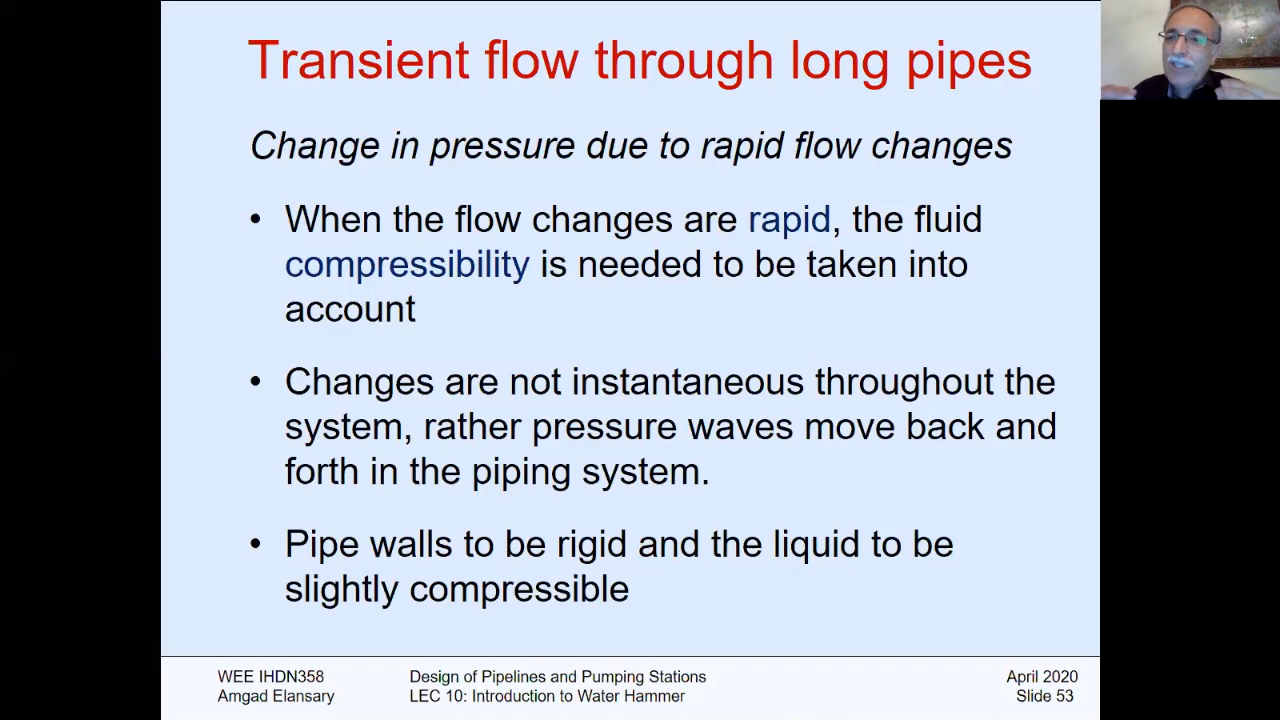 Transient flow through long pipes
Change in pressure due to rapid flow changes
• When the flow changes are rapid, the fluid
compressibility is needed to be taken into
account
• Changes are not instantaneous throughout the
system, rather pressure waves move back and
forth in the piping system.
• Pipe walls to be rigid and the liquid to be
slightly compressible
WEE IHDN358 Design of Pipelines and Pumping Stations April 2020
Amgad Elansary LEC 10: Introduction to Water Hammer Slide 53